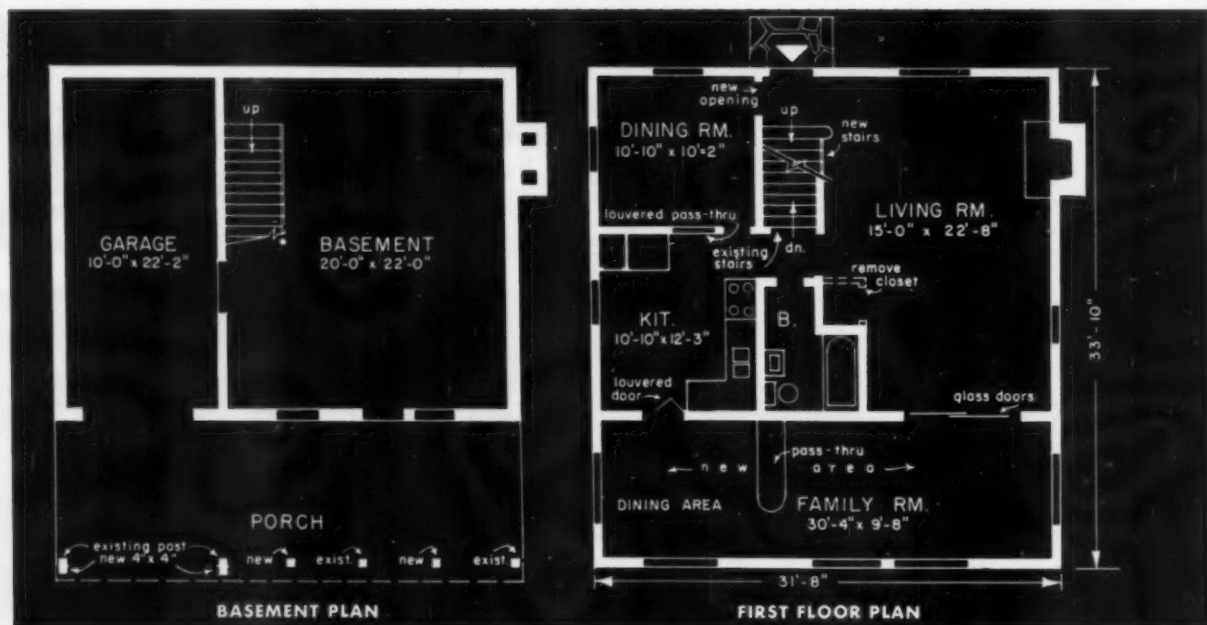 up
GARAGE
10'-0" x 22'-2"
BASEMENT
20'-0" x 22'-0"
PORCH
existing post
new 4" x 4"
new
exist.
new
exist.
BASEMENT PLAN
new
opening
up
new
stairs
DINING RM.
10'-10" x 10'=2"
louvered pass-thru
existing
stairs
dn.
LIVING RM.
15'-0" x 22'-8"
remove
closet
KIT.
10'-10" x 12'-3"
B.
louvered
door
glass doors
pass-thru
new area
DINING AREA
FAMILY RM.
30'-4" x 9'-8"
33'-10"
31'-8"
FIRST FLOOR PLAN